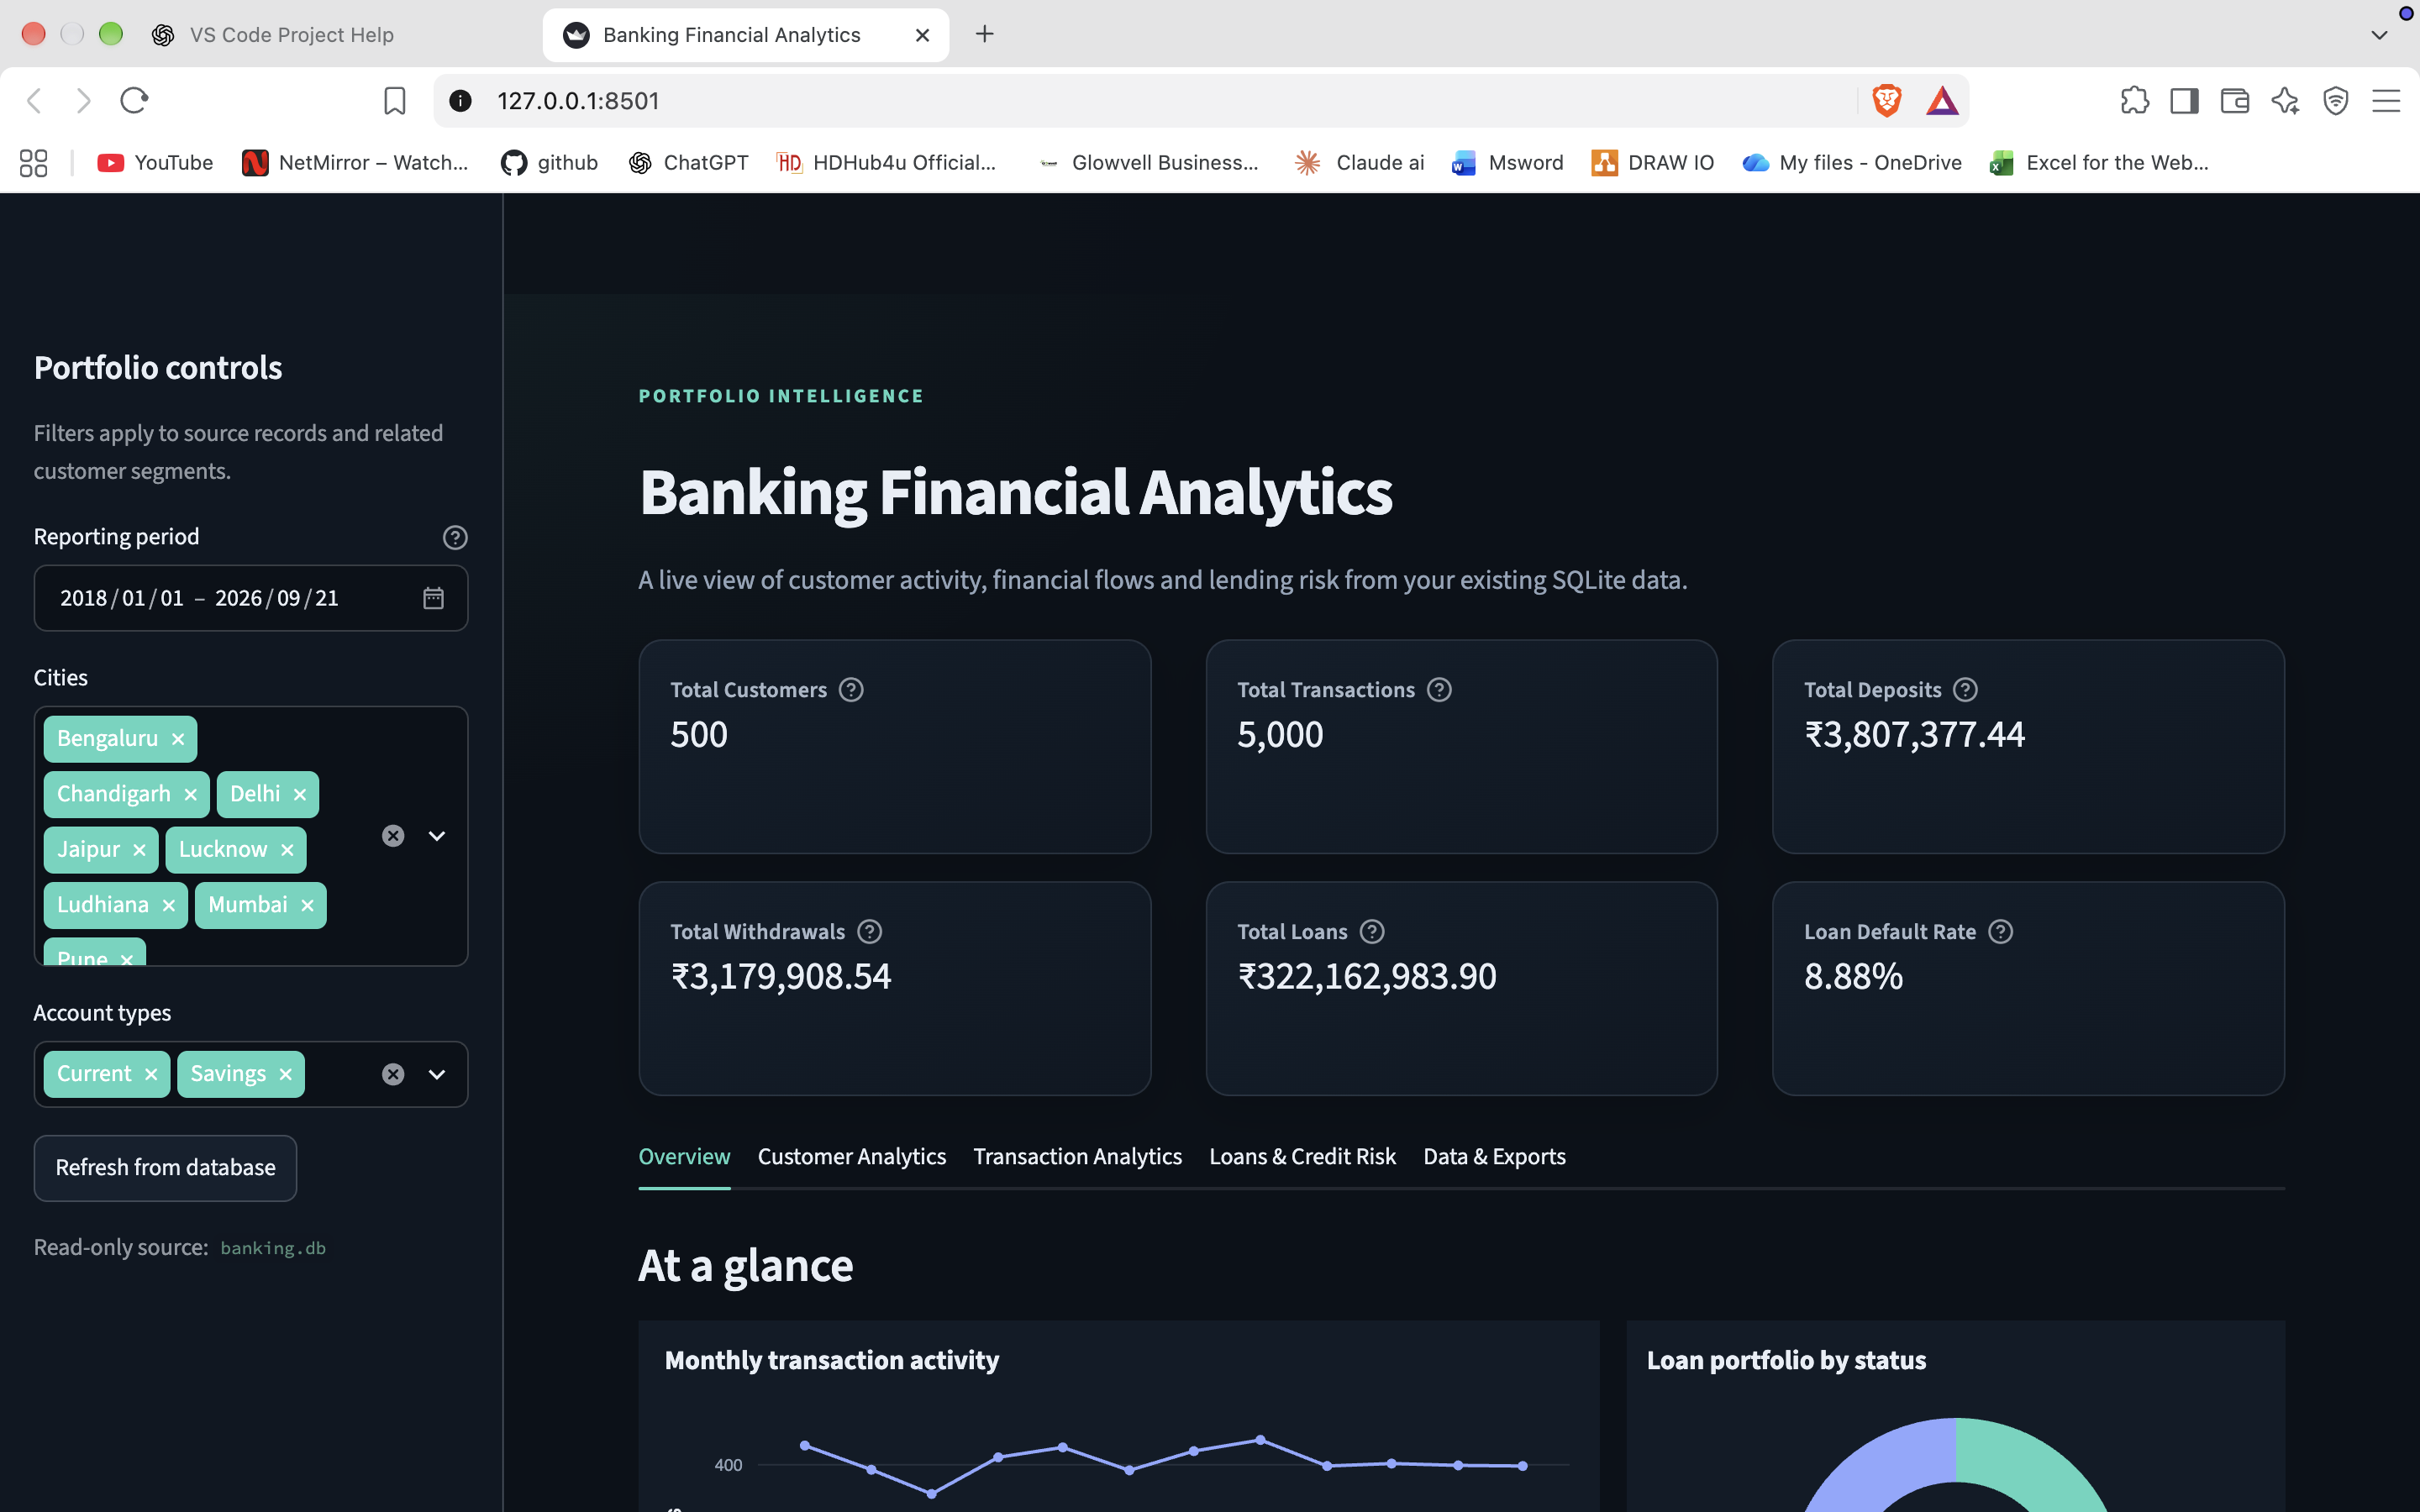 VS Code Project Help
Banking Financial Analytics
127.0.0.1:8501
YouTube
NetMirror – Watch...
github
ChatGPT
HDHub4u Official...
Glowvell Business...
Claude ai
Msword
DRAW IO
My files - OneDrive
Excel for the Web...
Portfolio controls
Filters apply to source records and related
customer segments.
Reporting period
2018/01/01 – 2026/09/21
Cities
Bengaluru
Chandigarh Delhi
Jaipur Lucknow
Ludhiana Mumbai
Pune
Account types
Current Savings
Refresh from database
Read-only source: banking.db
PORTFOLIO INTELLIGENCE
Banking Financial Analytics
A live view of customer activity, financial flows and lending risk from your existing SQLite data.
Total Customers
500
Total Transactions
5,000
Total Deposits
₹3,807,377.44
Total Withdrawals
₹3,179,908.54
Total Loans
₹322,162,983.90
Loan Default Rate
8.88%
Overview Customer Analytics Transaction Analytics Loans & Credit Risk Data & Exports
At a glance
Monthly transaction activity
400
Loan portfolio by status